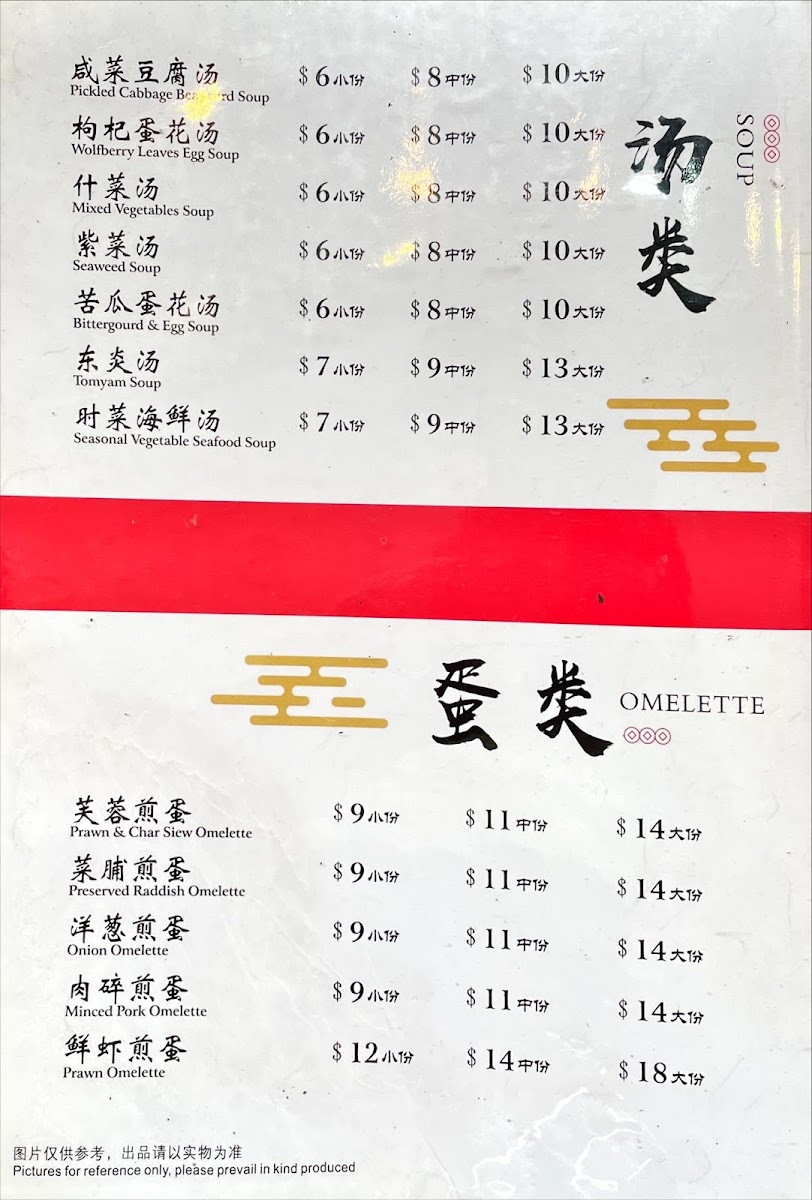 汤类
SOUP
咸菜豆腐汤 $6小份 $8中份 $10大份
Pickled Cabbage Soup
枸杞蛋花汤 $6小份 $8中份 $10大份
Wolfberry Leaves Egg Soup
什菜汤 $6小份 $8中份 $10大份
Mixed Vegetables Soup
紫菜汤 $6小份 $8中份 $10大份
Seaweed Soup
苦瓜蛋花汤 $6小份 $8中份 $10大份
Bittergourd & Egg Soup
东炎汤 $7小份 $9中份 $13大份
Tomyam Soup
时菜海鲜汤 $7小份 $9中份 $13大份
Seasonal Vegetable Seafood Soup
蛋类 OMELETTE
芙蓉煎蛋 $9小份 $11中份 $14大份
Prawn & Char Siew Omelette
菜脯煎蛋 $9小份 $11中份 $14大份
Preserved Raddish Omelette
洋葱煎蛋 $9小份 $11中份 $14大份
Onion Omelette
肉碎煎蛋 $9小份 $11中份 $14大份
Minced Pork Omelette
鲜虾煎蛋 $12小份 $14中份 $18大份
Prawn Omelette
图片仅供参考，出品请以实物为准
Pictures for reference only, please prevail in kind produced